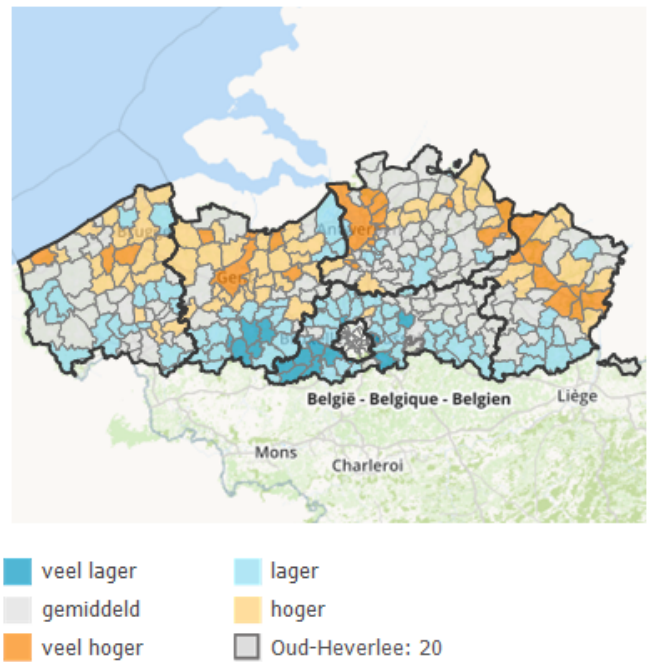 België - Belgique - Belgien
Liège
Mons
Charleroi
veel lager
lager
gemiddeld
hoger
veel hoger
Oud-Heverlee: 20